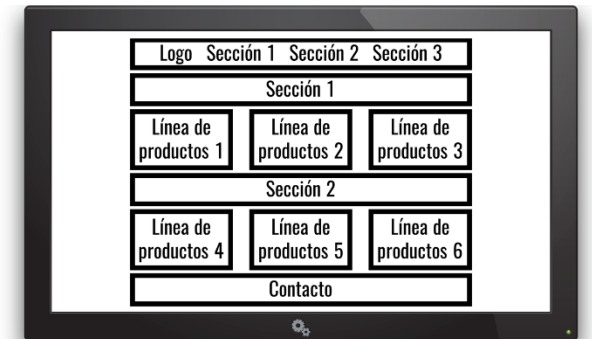 Logo Sección 1 Sección 2 Sección 3
Sección 1
Línea de
productos 1
Línea de
productos 2
Línea de
productos 3
Sección 2
Línea de
productos 4
Línea de
productos 5
Línea de
productos 6
Contacto